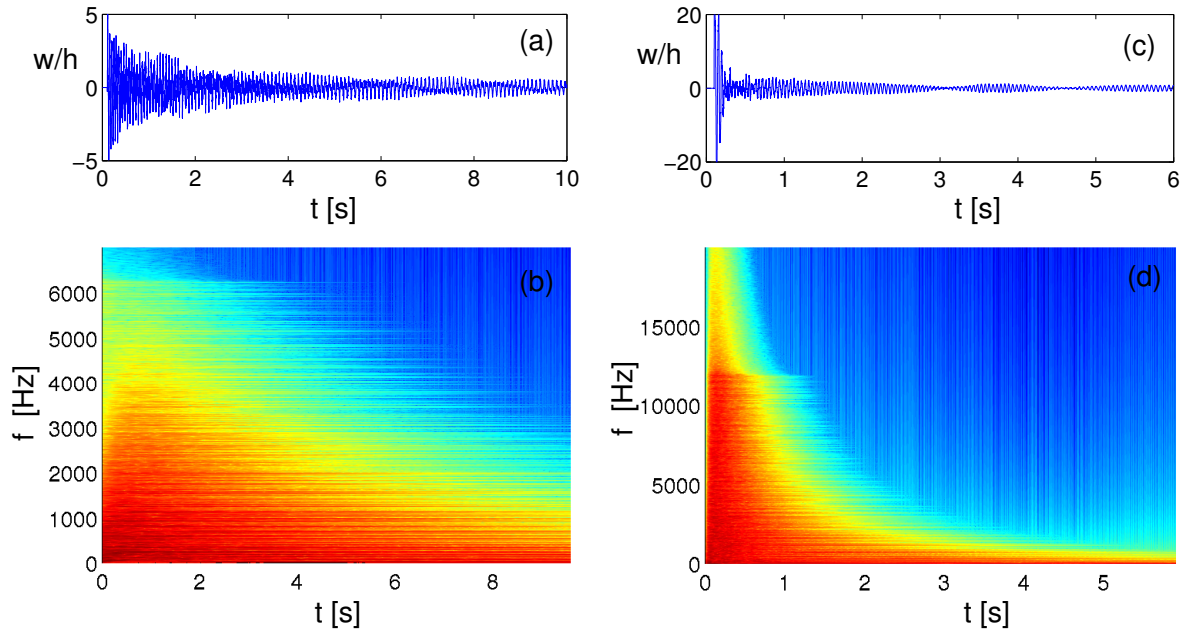 5
w/h
0
−5
(a)
0 2 4 6 8 10
t [s]
20
w/h
0
−20
(c)
0 1 2 3 4 5 6
t [s]
(b)
6000
5000
4000
3000
2000
1000
0
f [Hz]
0 2 4 6 8
t [s]
(d)
15000
10000
5000
0
f [Hz]
0 1 2 3 4 5
t [s]